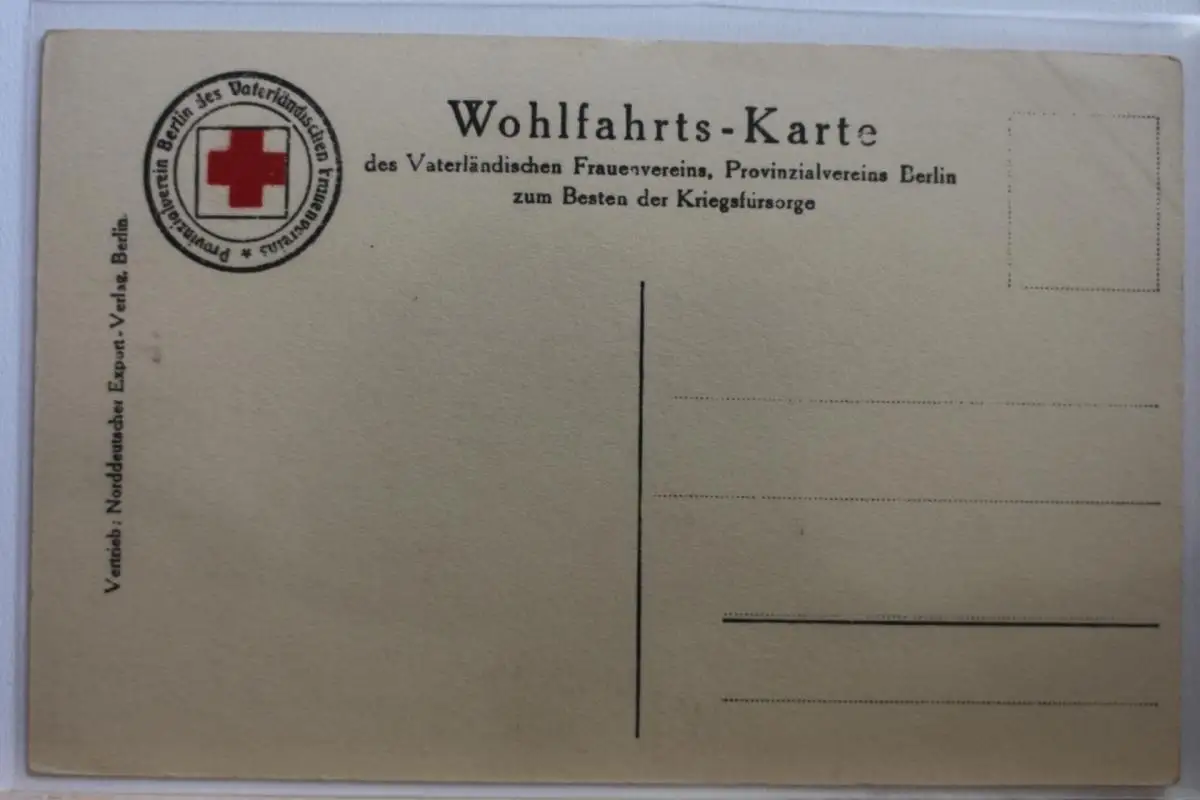 Provinzialverein Berlin des Vaterländischen Frauenvereins *
Wohlfahrts-Karte
des Vaterländischen Frauenvereins, Provinzialvereins Berlin
zum Besten der Kriegsfürsorge
Vertrieb: Norddeutscher Export-Verlag, Berlin.